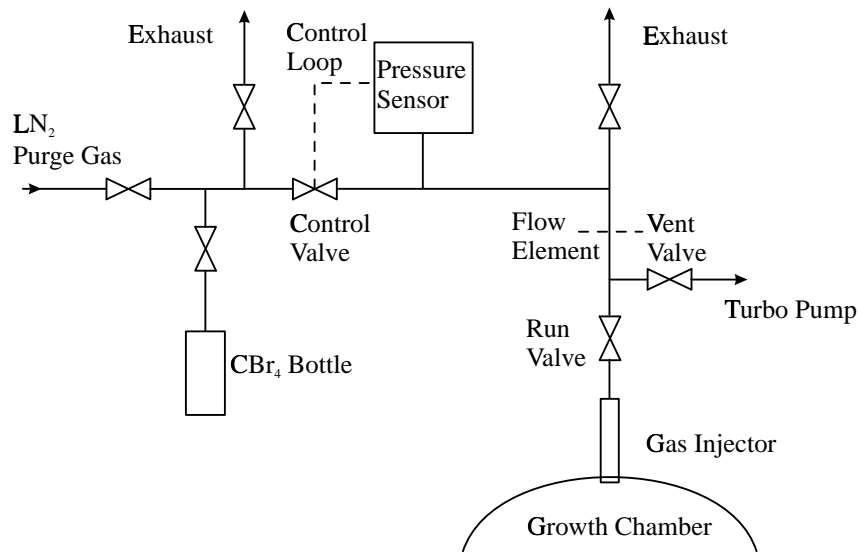 Exhaust
Control
Loop
Pressure
Sensor
Exhaust
LN₂
Purge Gas
Control
Valve
Flow
Element
Vent
Valve
Turbo Pump
Run
Valve
CBr₄ Bottle
Gas Injector
Growth Chamber